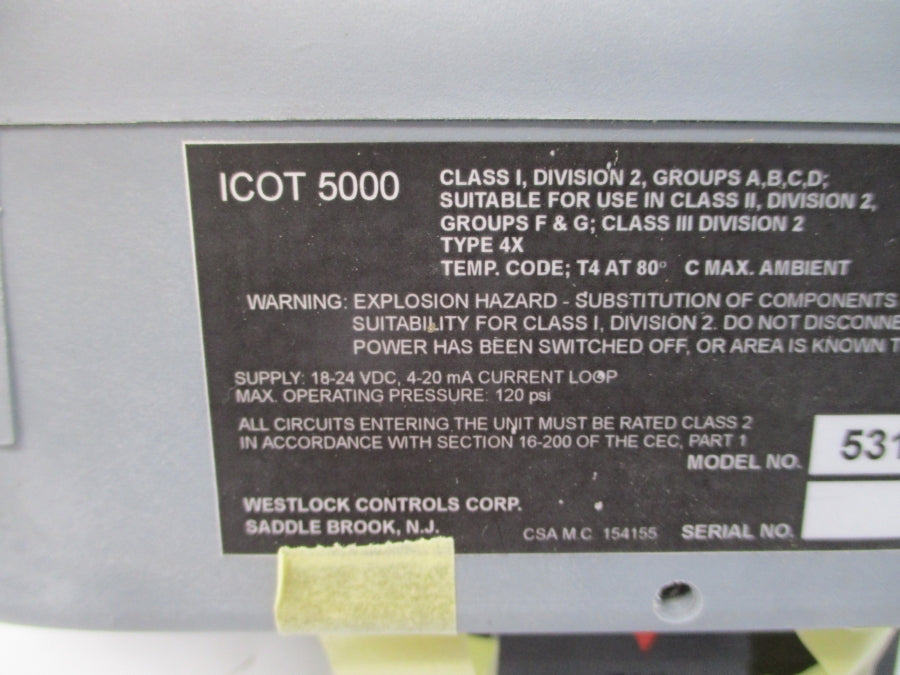 ICOT 5000
CLASS I, DIVISION 2, GROUPS A,B,C,D;
SUITABLE FOR USE IN CLASS II, DIVISION 2,
GROUPS F & G; CLASS III DIVISION 2
TYPE 4X
TEMP. CODE; T4 AT 80° C MAX. AMBIENT
WARNING: EXPLOSION HAZARD - SUBSTITUTION OF COMPONENTS
SUITABILITY FOR CLASS I, DIVISION 2. DO NOT DISCONNE
POWER HAS BEEN SWITCHED OFF, OR AREA IS KNOWN T
SUPPLY: 18-24 VDC, 4-20 mA CURRENT LOOP
MAX. OPERATING PRESSURE: 120 psi
ALL CIRCUITS ENTERING THE UNIT MUST BE RATED CLASS 2
IN ACCORDANCE WITH SECTION 16-200 OF THE CEC, PART 1
MODEL NO. 531
WESTLOCK CONTROLS CORP.
SADDLE BROOK, N.J.
CSA M.C 154155 SERIAL NO.